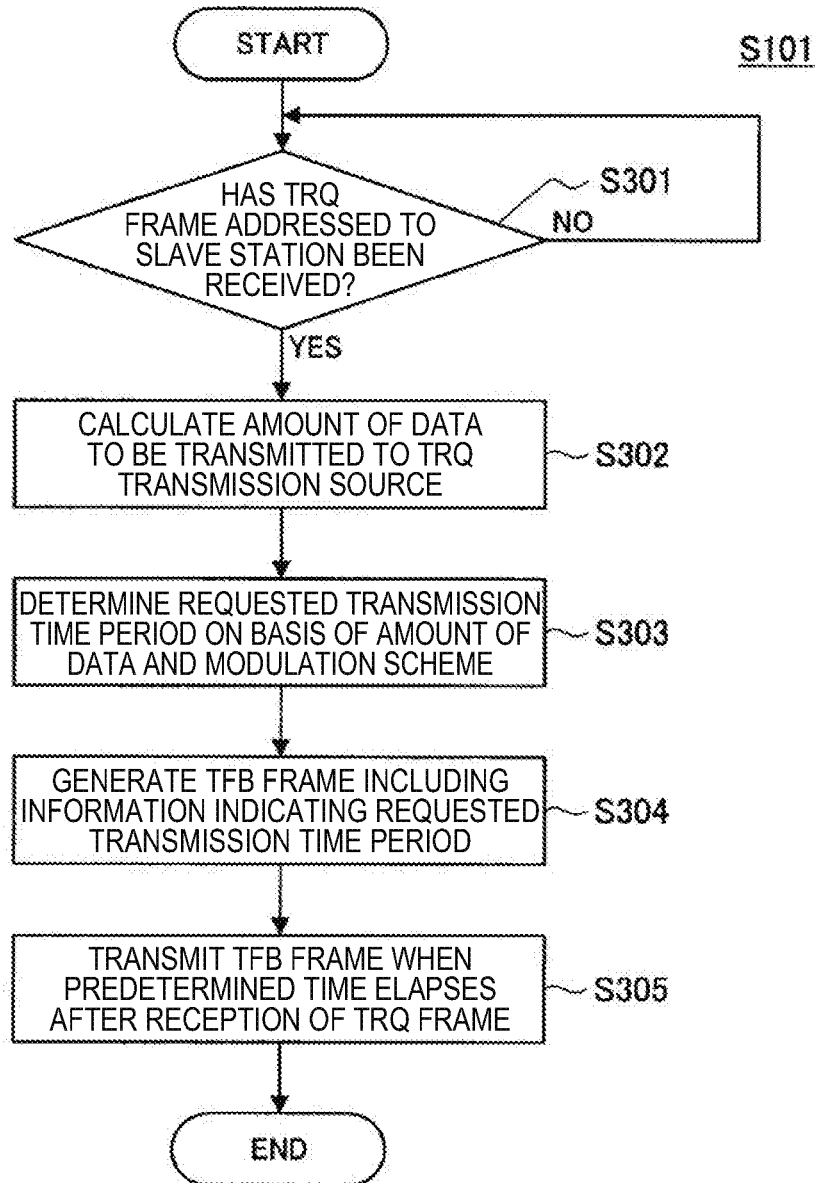 START
S101
HAS TRQ
FRAME ADDRESSED TO
SLAVE STATION BEEN
RECEIVED?
S301
NO
YES
CALCULATE AMOUNT OF DATA
TO BE TRANSMITTED TO TRQ
TRANSMISSION SOURCE
S302
DETERMINE REQUESTED TRANSMISSION
TIME PERIOD ON BASIS OF AMOUNT OF
DATA AND MODULATION SCHEME
S303
GENERATE TFB FRAME INCLUDING
INFORMATION INDICATING REQUESTED
TRANSMISSION TIME PERIOD
S304
TRANSMIT TFB FRAME WHEN
PREDETERMINED TIME ELAPSES
AFTER RECEPTION OF TRQ FRAME
S305
END